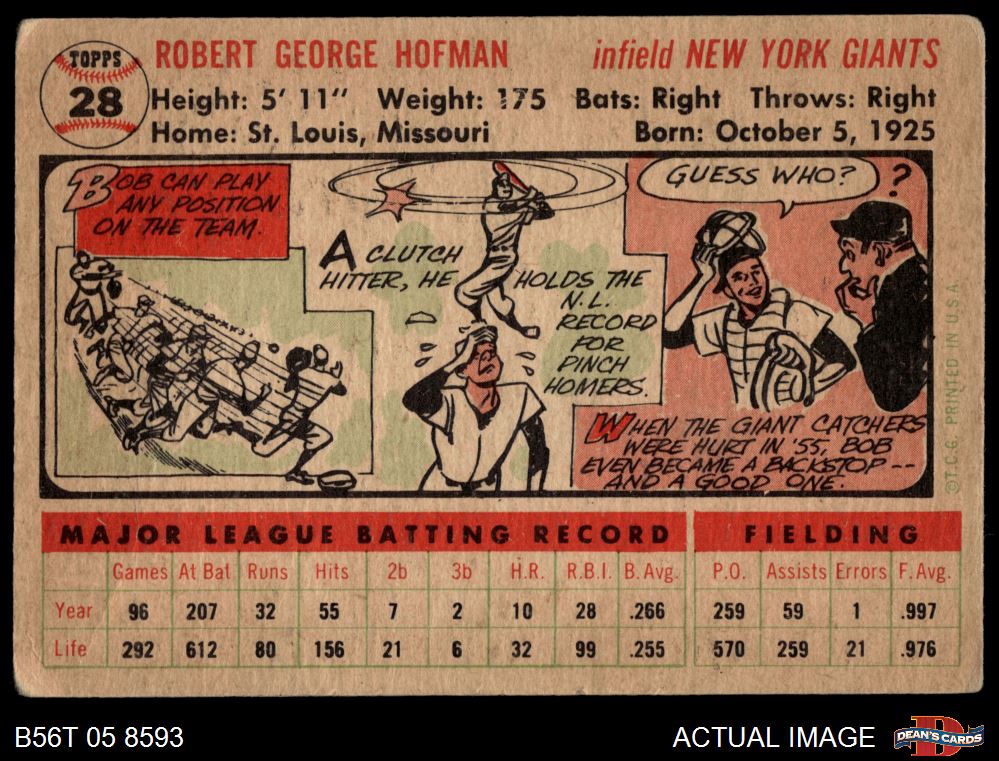 TOPPS
28
ROBERT GEORGE HOFMAN infield NEW YORK GIANTS
Height: 5' 11" Weight: 175 Bats: Right Throws: Right
Home: St. Louis, Missouri Born: October 5, 1925
BOB CAN PLAY
ANY POSITION
ON THE TEAM.
A CLUTCH
HITTER, HE HOLDS THE
N.L.
RECORD
FOR
PINCH
HOMERS.
GUESS WHO? ?
WHEN THE GIANT CATCHERS
WERE HURT IN '55, BOB
EVEN BECAME A BACKSTOP --
AND A GOOD ONE.
©T.C.G. PRINTED IN U.S.A.
MAJOR LEAGUE BATTING RECORD FIELDING
Games At Bat Runs Hits 2b 3b H.R. R.B.I. B. Avg. P.O. Assists Errors F. Avg.
Year 96 207 32 55 7 2 10 28 .266 259 59 1 .997
Life 292 612 80 156 21 6 32 99 .255 570 259 21 .976
B56T 05 8593 ACTUAL IMAGE DEAN'S CARDS